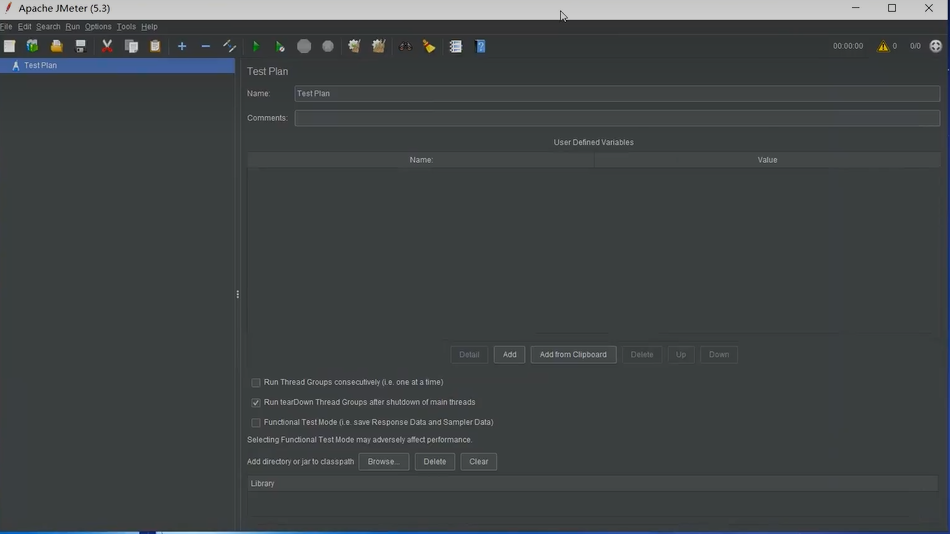 Apache JMeter (5.3)
File Edit Search Run Options Tools Help
00:00:00 0 0/0
Test Plan
Test Plan
Name: Test Plan
Comments:
User Defined Variables
Name: Value
Detail Add Add from Clipboard Delete Up Down
Run Thread Groups consecutively (i.e. one at a time)
Run tearDown Thread Groups after shutdown of main threads
Functional Test Mode (i.e. save Response Data and Sampler Data)
Selecting Functional Test Mode may adversely affect performance.
Add directory or jar to classpath Browse... Delete Clear
Library